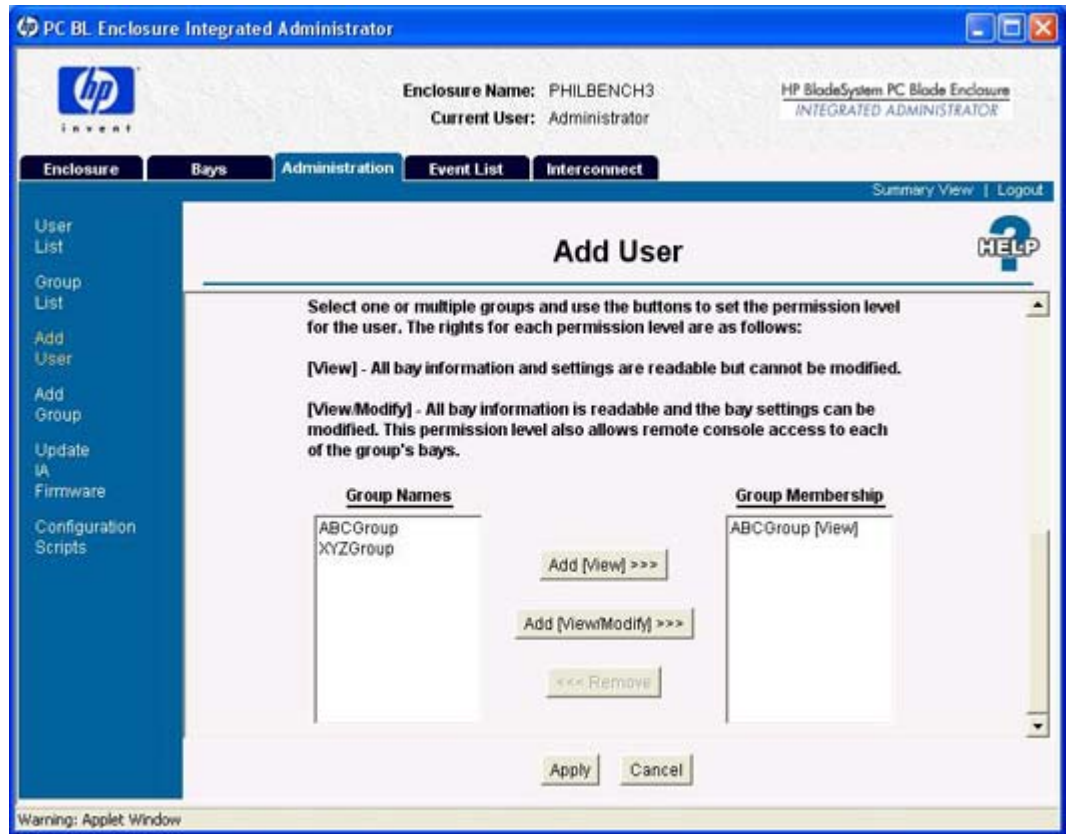 PC BL Enclosure Integrated Administrator
hp
invent
Enclosure Name: PHILBENCH3
Current User: Administrator
HP BladeSystem PC Blade Enclosure
INTEGRATED ADMINISTRATOR
Enclosure Bays Administration Event List Interconnect
Summary View | Logout
User
List
Group
List
Add
User
Add
Group
Update
IA
Firmware
Configuration
Scripts
Add User
HELP
Select one or multiple groups and use the buttons to set the permission level
for the user. The rights for each permission level are as follows:
[View] - All bay information and settings are readable but cannot be modified.
[View/Modify] - All bay information is readable and the bay settings can be
modified. This permission level also allows remote console access to each
of the group's bays.
Group Names
ABCGroup
XYZGroup
Add [View] >>>
Add [View/Modify] >>>
<<< Remove
Group Membership
ABCGroup [View]
Apply Cancel
Warning: Applet Window